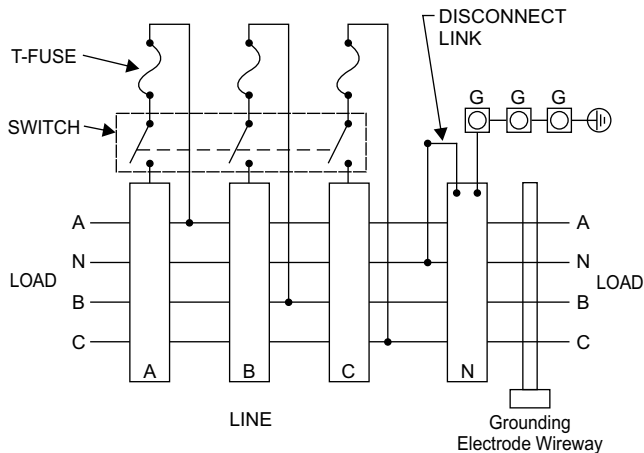 DISCONNECT
LINK
T-FUSE
G G G
SWITCH
A A
N
LOAD LOAD
B B
C C
A B C N
LINE
Grounding
Electrode Wireway